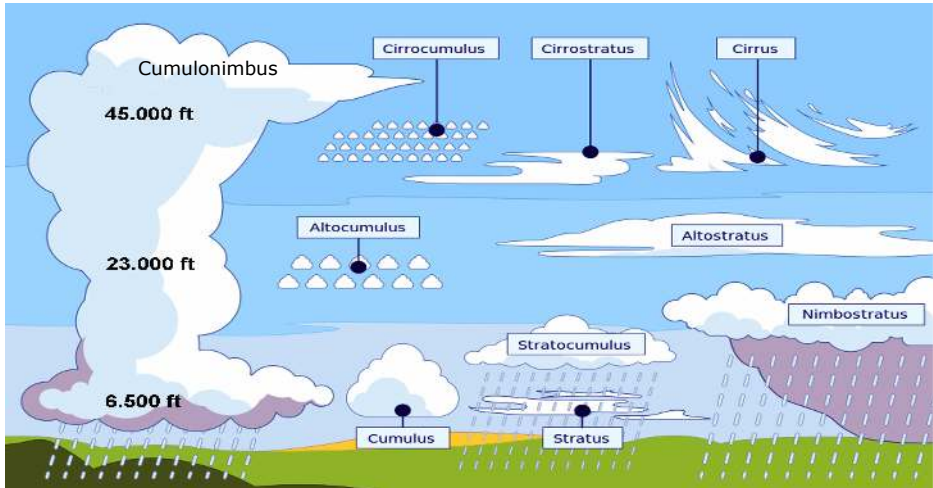 Cirrocumulus
Cirrostratus
Cirrus
Cumulonimbus
45.000 ft
Altocumulus
Altostratus
23.000 ft
Nimbostratus
Stratocumulus
6.500 ft
Cumulus
Stratus